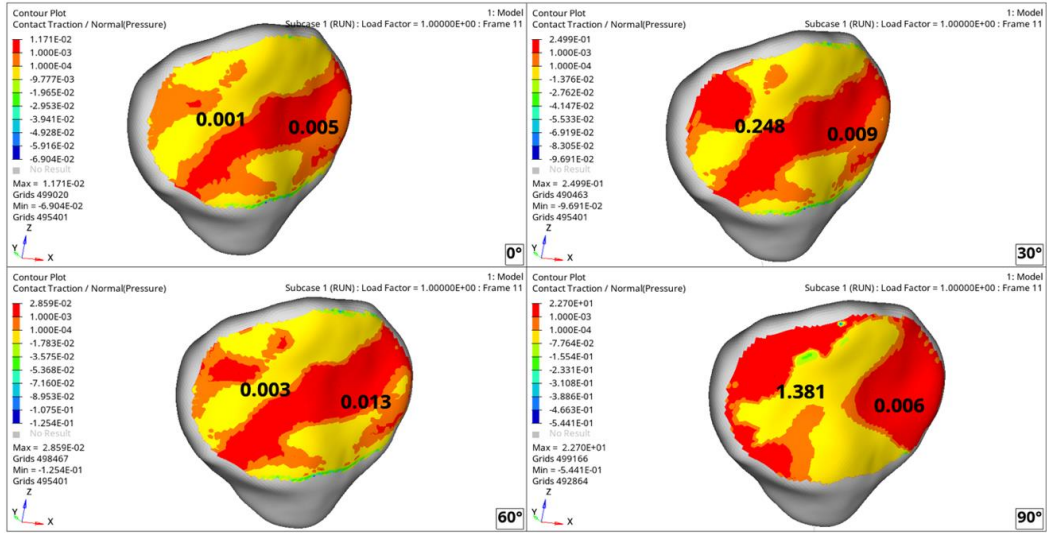 Contour Plot
1: Model
Contact Traction / Normal(Pressure)
Subcase 1 (RUN) : Load Factor = 1.00000E+00 : Frame 11
1.171E-02
1.000E-03
1.000E-04
-9.777E-03
-1.965E-02
-2.953E-02
-3.941E-02
-4.928E-02
-5.916E-02
-6.904E-02
No Result
Max = 1.171E-02
Grids 499020
Min = -6.904E-02
Grids 495401
0.001
0.005
Z
Y
X
0°
Contour Plot
1: Model
Contact Traction / Normal(Pressure)
Subcase 1 (RUN) : Load Factor = 1.00000E+00 : Frame 11
2.499E-01
1.000E-03
1.000E-04
-1.376E-02
-2.762E-02
-4.147E-02
-5.533E-02
-6.919E-02
-8.305E-02
-9.691E-02
No Result
Max = 2.499E-01
Grids 490463
Min = -9.691E-02
Grids 495401
0.248
0.009
Z
Y
X
30°
Contour Plot
1: Model
Contact Traction / Normal(Pressure)
Subcase 1 (RUN) : Load Factor = 1.00000E+00 : Frame 11
2.859E-02
1.000E-03
1.000E-04
-1.783E-02
-3.575E-02
-5.368E-02
-7.160E-02
-8.953E-02
-1.075E-01
-1.254E-01
No Result
Max = 2.859E-02
Grids 498467
Min = -1.254E-01
Grids 495401
0.003
0.013
Z
Y
X
60°
Contour Plot
1: Model
Contact Traction / Normal(Pressure)
Subcase 1 (RUN) : Load Factor = 1.00000E+00 : Frame 11
2.270E+01
1.000E-03
1.000E-04
-7.764E-02
-1.554E-01
-2.331E-01
-3.108E-01
-3.886E-01
-4.663E-01
-5.441E-01
No Result
Max = 2.270E+01
Grids 499166
Min = -5.441E-01
Grids 492864
1.381
0.006
Z
Y
X
90°